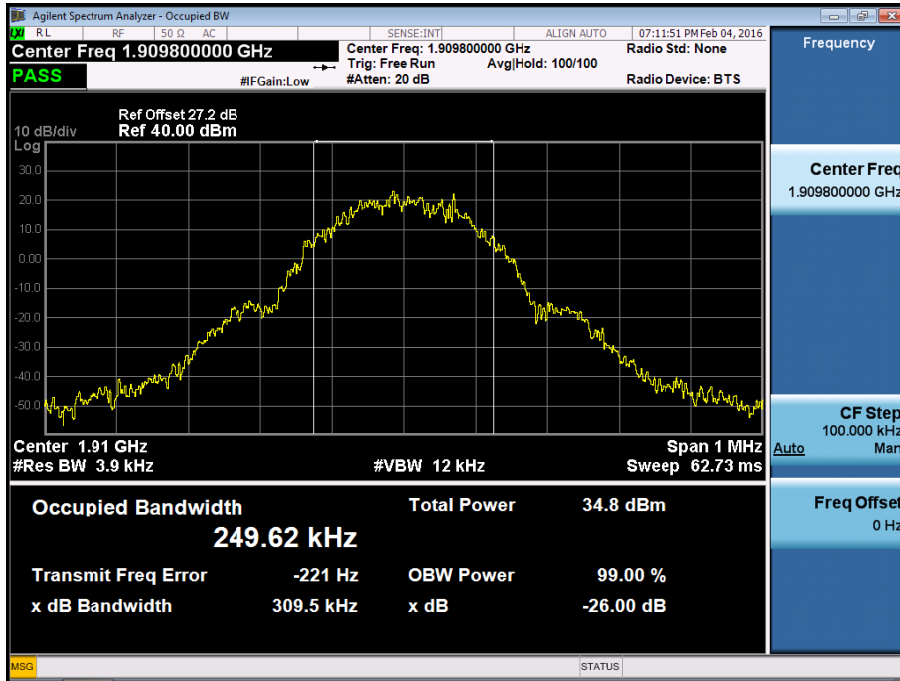 Agilent Spectrum Analyzer - Occupied BW
LXI RL RF 50 Ω AC SENSE:INT ALIGN AUTO 07:11:51 PM Feb 04, 2016
Center Freq 1.909800000 GHz
Center Freq: 1.909800000 GHz
Radio Std: None
Trig: Free Run Avg|Hold: 100/100
PASS
#IFGain:Low
#Atten: 20 dB
Radio Device: BTS
Ref Offset 27.2 dB
10 dB/div Ref 40.00 dBm
Log
30.0
20.0
10.0
0.00
-10.0
-20.0
-30.0
-40.0
-50.0
Center 1.91 GHz Span 1 MHz
#Res BW 3.9 kHz #VBW 12 kHz Sweep 62.73 ms
Occupied Bandwidth Total Power 34.8 dBm
249.62 kHz
Transmit Freq Error -221 Hz OBW Power 99.00 %
x dB Bandwidth 309.5 kHz x dB -26.00 dB
MSG STATUS
Frequency
Center Freq
1.909800000 GHz
CF Step
100.000 kHz
Auto Man
Freq Offset
0 Hz